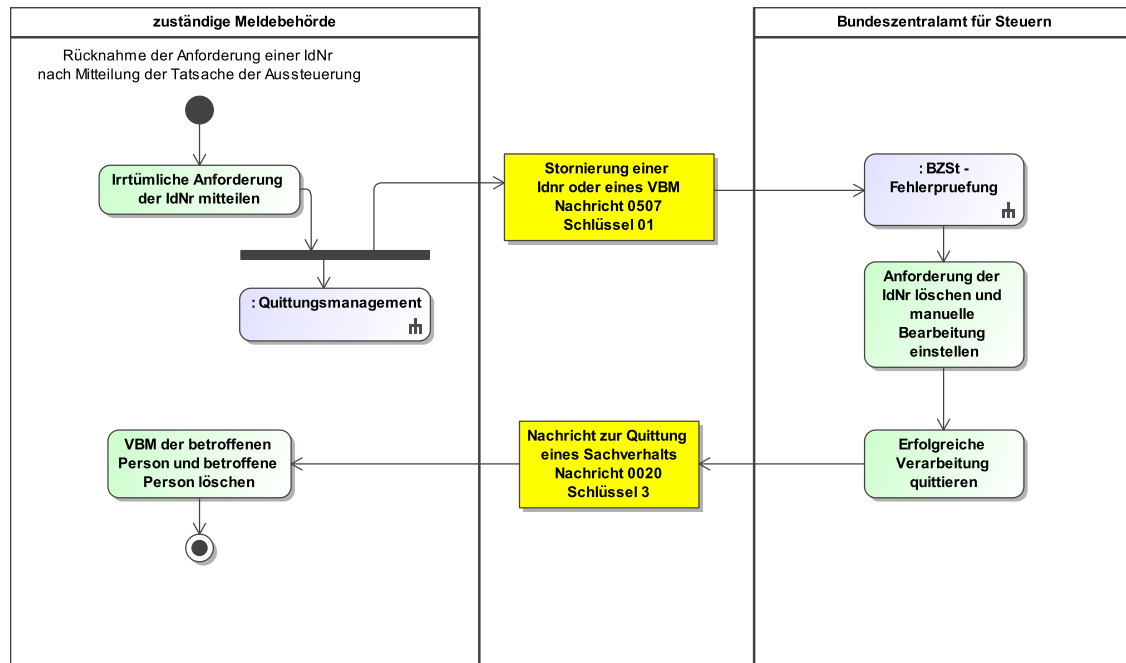 zuständige Meldebehörde
Bundeszentralamt für Steuern
Rücknahme der Anforderung einer IdNr
nach Mitteilung der Tatsache der Aussteuerung
Irrtümliche Anforderung
der IdNr mitteilen
: Quittungsmanagement
Stornierung einer
Idnr oder eines VBM
Nachricht 0507
Schlüssel 01
: BZSt -
Fehlerpruefung
Anforderung der
IdNr löschen und
manuelle
Bearbeitung
einstellen
Erfolgreiche
Verarbeitung
quittieren
Nachricht zur Quittung
eines Sachverhalts
Nachricht 0020
Schlüssel 3
VBM der betroffenen
Person und betroffene
Person löschen